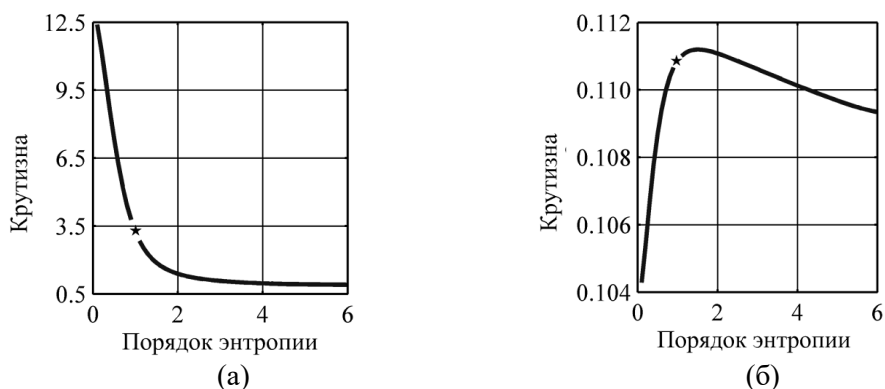 12.5
9.5
6.5
3.5
0.5
0 2 4 6
Крутизна
Порядок энтропии
(а)
0.112
0.110
0.108
0.106
0.104
0 2 4 6
Крутизна
Порядок энтропии
(б)